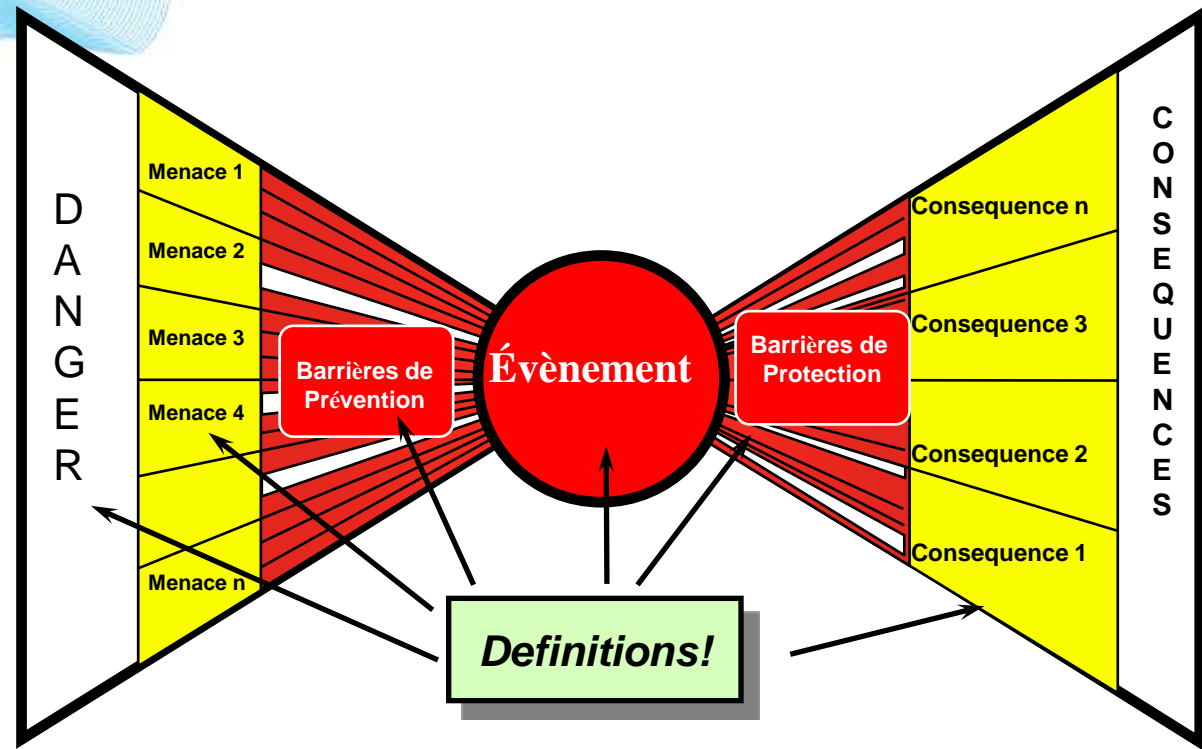 DANGER
Menace 1
Menace 2
Menace 3
Menace 4
Menace n
Barrières de
Prévention
Évènement
Barrières de
Protection
Consequence n
Consequence 3
Consequence 2
Consequence 1
CONSEQUENCES
Definitions!